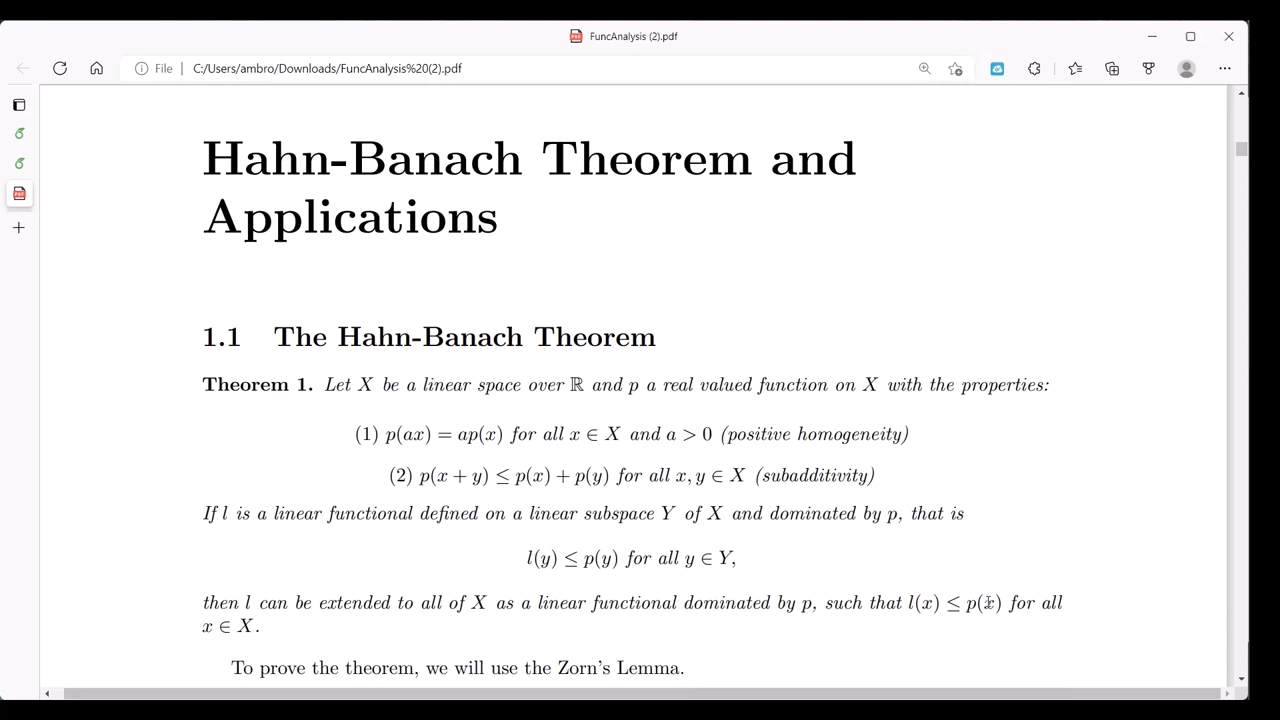 FuncAnalysis (2).pdf
File | C:/Users/ambro/Downloads/FuncAnalysis%20(2).pdf
Hahn-Banach Theorem and
Applications
1.1 The Hahn-Banach Theorem
Theorem 1. Let X be a linear space over ℝ and p a real valued function on X with the properties:
(1) p(ax) = ap(x) for all x ∈ X and a > 0 (positive homogeneity)
(2) p(x + y) ≤ p(x) + p(y) for all x, y ∈ X (subadditivity)
If l is a linear functional defined on a linear subspace Y of X and dominated by p, that is
l(y) ≤ p(y) for all y ∈ Y,
then l can be extended to all of X as a linear functional dominated by p, such that l(x) ≤ p(x) for all
x ∈ X.
To prove the theorem, we will use the Zorn's Lemma.